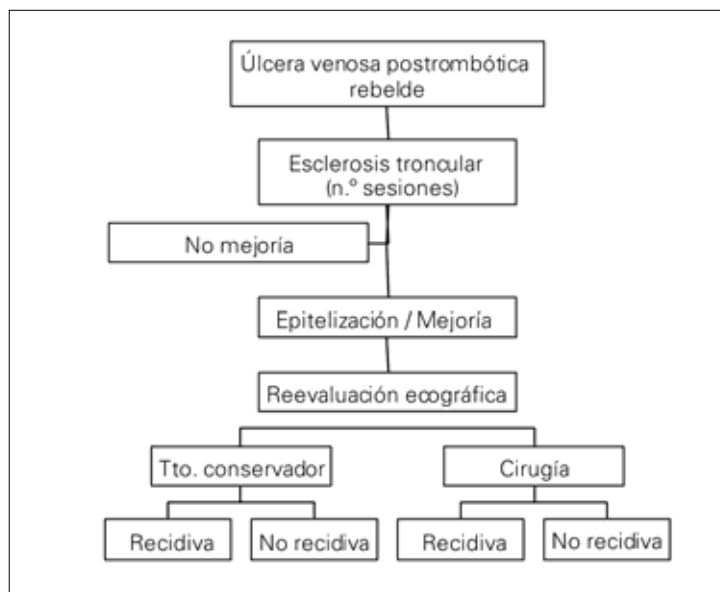 Úlcera venosa postrombótica
rebelde
Esclerosis troncular
(n.º sesiones)
No mejoría
Epitelización / Mejoría
Reevaluación ecográfica
Tto. conservador
Cirugía
Recidiva
No recidiva
Recidiva
No recidiva